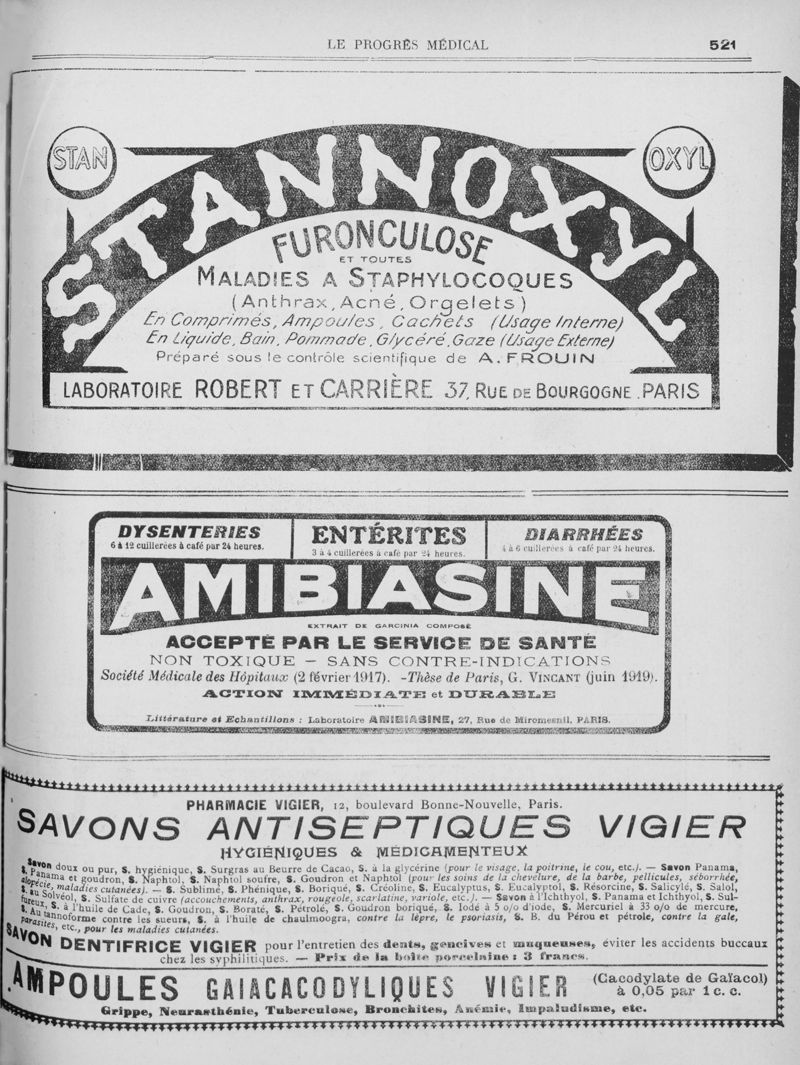 LE PROGRÈS MÉDICAL
521
STAN
OXYL
STANNOXYL
FURONCULOSE
ET TOUTES
MALADIES A STAPHYLOCOQUES
(Anthrax, Acné, Orgelets)
En Comprimés, Ampoules, Cachets (Usage Interne)
En Liquide, Bain, Pommade, Glycéré, Gaze (Usage Externe)
Préparé sous le contrôle scientifique de A. FROUIN
LABORATOIRE ROBERT ET CARRIÈRE 37, RUE DE BOURGOGNE . PARIS
DYSENTERIES
6 à 12 cuillerées à café par 24 heures.
ENTÉRITES
3 à 4 cuillerées à café par 24 heures.
DIARRHÉES
4 à 6 cuillerées à café par 24 heures.
AMIBIASINE
EXTRAIT DE GARCINIA COMPOSÉ
ACCEPTÉ PAR LE SERVICE DE SANTÉ
NON TOXIQUE – SANS CONTRE-INDICATIONS
Société Médicale des Hôpitaux (2 février 1917). -Thèse de Paris, G. VINCANT (juin 1919).
ACTION IMMÉDIATE et DURABLE
Littérature et Echantillons : Laboratoire AMIBIASINE, 27, Rue de Miromesnil, PARIS.
PHARMACIE VIGIER, 12, boulevard Bonne-Nouvelle, Paris.
SAVONS ANTISEPTIQUES VIGIER
HYGIÉNIQUES & MÉDICAMENTEUX
Savon doux ou pur, S. hygiénique, S. Surgras au Beurre de Cacao, S. à la glycérine (pour le visage, la poitrine, le cou, etc.). — Savon Panama,
S. Panama et goudron, S. Naphtol, S. Naphtol soufre, S. Goudron et Naphtol (pour les soins de la chevelure, de la barbe, pellicules, séborrhée,
alopécie, maladies cutanées). — S. Sublimé, S. Phénique, S. Boriqué, S. Créoline, S. Eucalyptus, S. Eucalyptol, S. Résorcine, S. Salicylé, S. Salol,
S. au Solvéol, S. Sulfate de cuivre (accouchements, anthrax, rougeole, scarlatine, variole, etc.). — Savon à l'Ichthyol, S. Panama et Ichthyol, S. Sul-
fureux, S. à l'huile de Cade, S. Goudron, S. Boraté, S. Pétrolé, S. Goudron boriqué, S. Iodé à 5 o/o d'iode, S. Mercuriel à 33 o/o de mercure,
S. Au tannoforme contre les sueurs, S. à l'huile de chaulmoogra, contre la lèpre, le psoriasis, S. B. du Pérou et pétrole, contre la gale,
parasites, etc., pour les maladies cutanées.
SAVON DENTIFRICE VIGIER pour l'entretien des dents, gencives et muqueuses, éviter les accidents buccaux
chez les syphilitiques. — Prix de la boîte porcelaine : 3 francs.
AMPOULES GAIACACODYLIQUES VIGIER (Cacodylate de Gaïacol)
à 0,05 par 1 c. c.
Grippe, Neurasthénie, Tuberculose, Bronchites, Anémie, Impaludisme, etc.